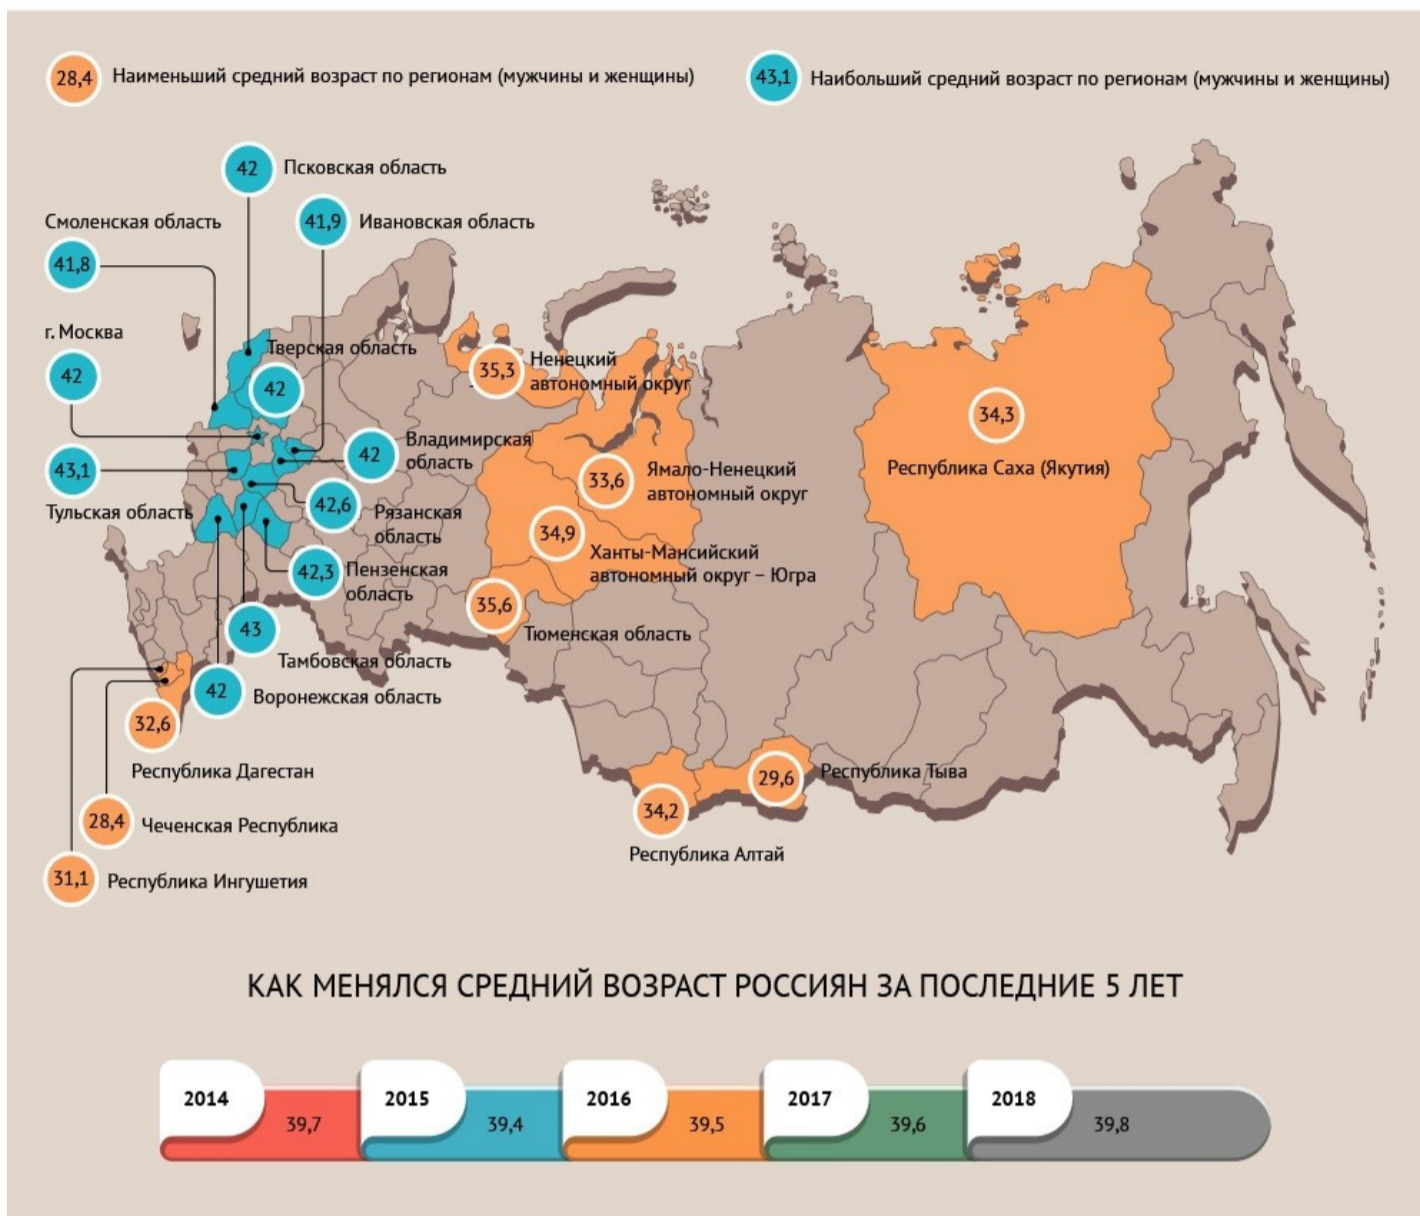 28,4 Наименьший средний возраст по регионам (мужчины и женщины)
43,1 Наибольший средний возраст по регионам (мужчины и женщины)
42 Псковская область
Смоленская область
41,8
41,9 Ивановская область
г. Москва
42
Тверская область
42
35,3 Ненецкий
автономный округ
34,3
Республика Саха (Якутия)
42 Владимирская
область
43,1
Тульская область
33,6 Ямало-Ненецкий
автономный округ
42,6 Рязанская
область
34,9
Ханты-Мансийский
автономный округ – Югра
42,3 Пензенская
область
35,6
Тюменская область
43
Тамбовская область
42 Воронежская область
32,6
Республика Дагестан
29,6 Республика Тыва
28,4 Чеченская Республика
34,2
Республика Алтай
31,1 Республика Ингушетия
КАК МЕНЯЛСЯ СРЕДНИЙ ВОЗРАСТ РОССИЯН ЗА ПОСЛЕДНИЕ 5 ЛЕТ
2014 39,7
2015 39,4
2016 39,5
2017 39,6
2018 39,8